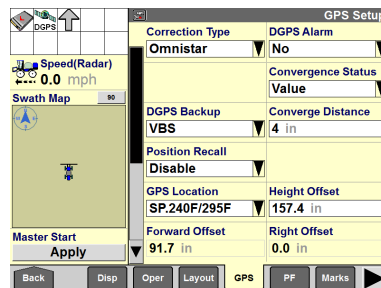 GPS Setu
DGPS
Correction Type
DGPS Alarm
Omnistar
No
Speed(Radar)
0.0 mph
Convergence Status
Value
Swath Map
90
DGPS Backup
Converge Distance
VBS
4 in
Position Recall
Disable
GPS Location
Height Offset
SP.240F/295F
157.4 in
Master Start
Forward Offset
Right Offset
Apply
91.7 in
0.0 in
Back
Disp
Oper
Layout
GPS
PF
Marks